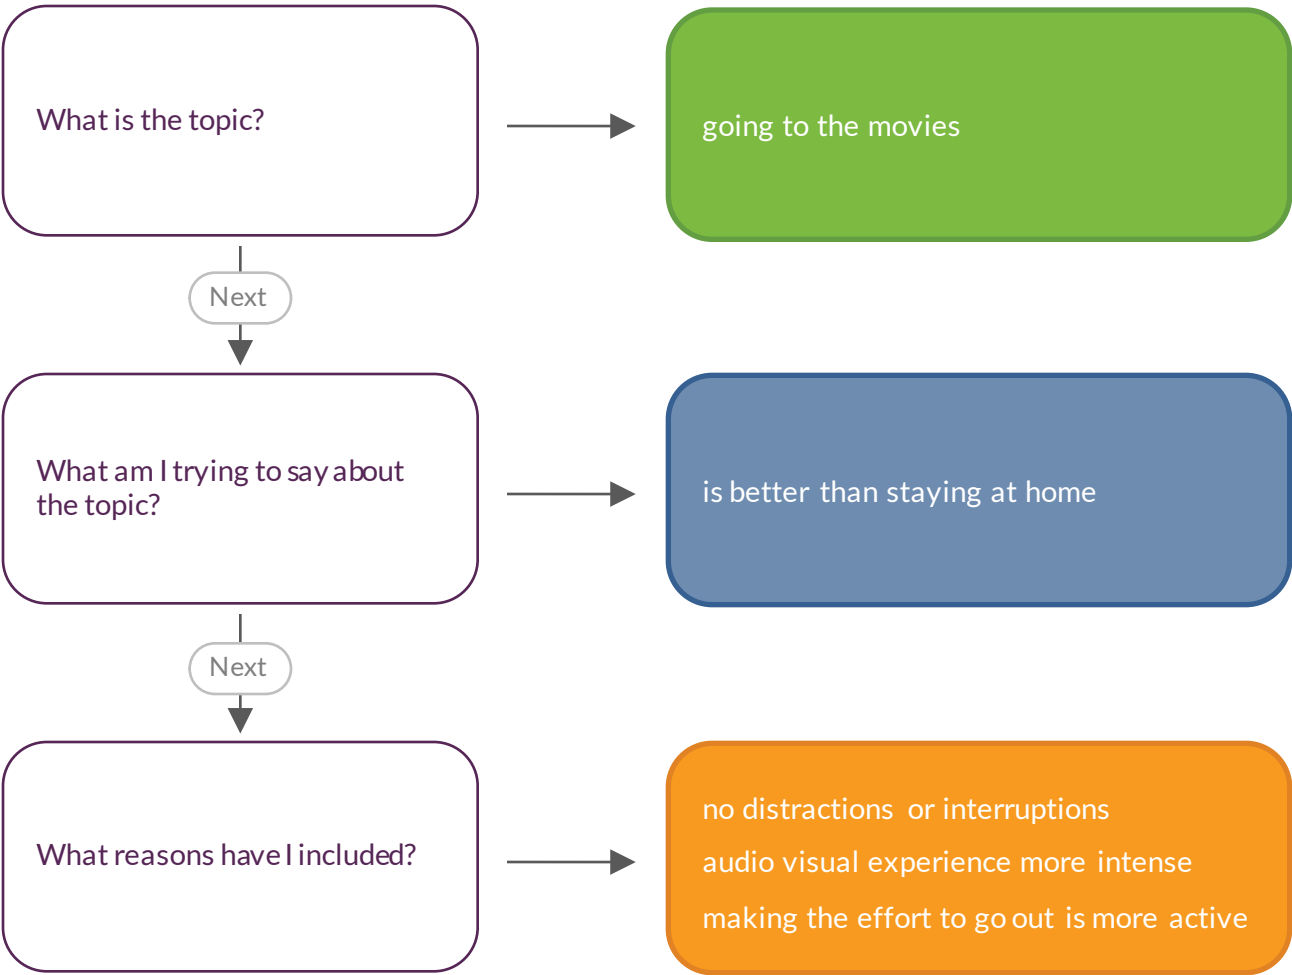 What is the topic?
going to the movies
Next
What am I trying to say about
the topic?
is better than staying at home
Next
What reasons have I included?
no distractions or interruptions
audio visual experience more intense
making the effort to go out is more active